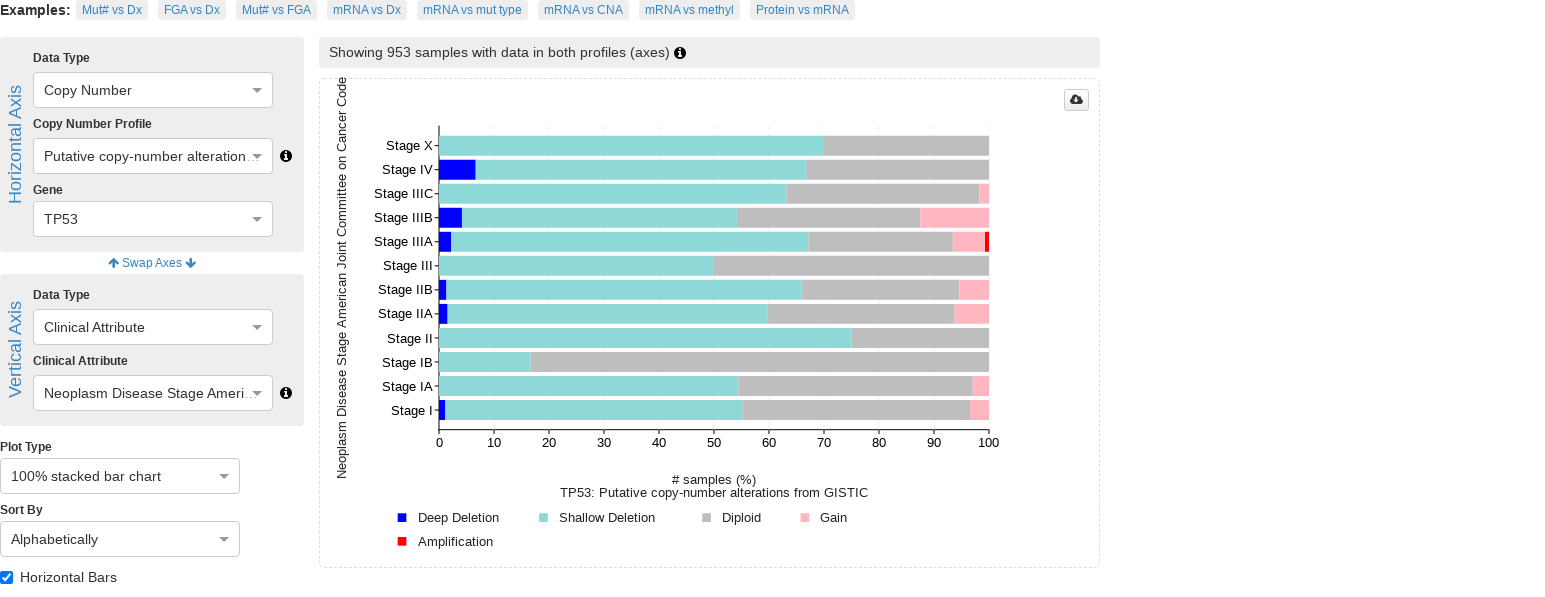 Examples: Mut# vs Dx FGA vs Dx Mut# vs FGA mRNA vs Dx mRNA vs mut type mRNA vs CNA mRNA vs methyl Protein vs mRNA
Horizontal Axis
Data Type
Copy Number
Copy Number Profile
Putative copy-number alteration...
Gene
TP53
Swap Axes
Vertical Axis
Data Type
Clinical Attribute
Clinical Attribute
Neoplasm Disease Stage Ameri...
Plot Type
100% stacked bar chart
Sort By
Alphabetically
Horizontal Bars
Showing 953 samples with data in both profiles (axes)
Neoplasm Disease Stage American Joint Committee on Cancer Code
Stage X
Stage IV
Stage IIIC
Stage IIIB
Stage IIIA
Stage III
Stage IIB
Stage IIA
Stage II
Stage IB
Stage IA
Stage I
0 10 20 30 40 50 60 70 80 90 100
# samples (%)
TP53: Putative copy-number alterations from GISTIC
Deep Deletion Shallow Deletion Diploid Gain
Amplification